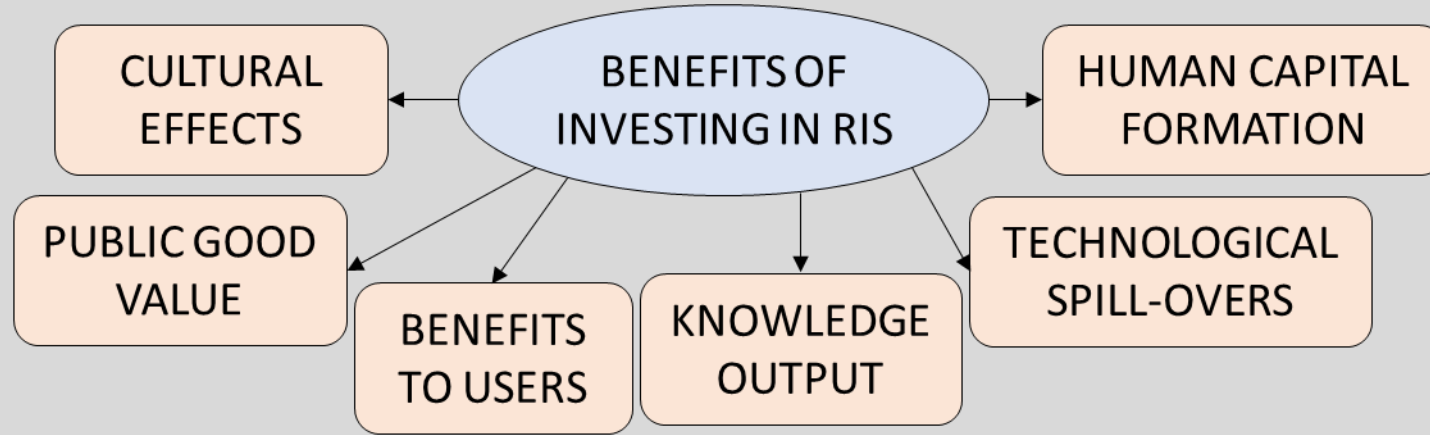 BENEFITS OF
INVESTING IN RIS
CULTURAL
EFFECTS
HUMAN CAPITAL
FORMATION
PUBLIC GOOD
VALUE
TECHNOLOGICAL
SPILL-OVERS
BENEFITS
TO USERS
KNOWLEDGE
OUTPUT